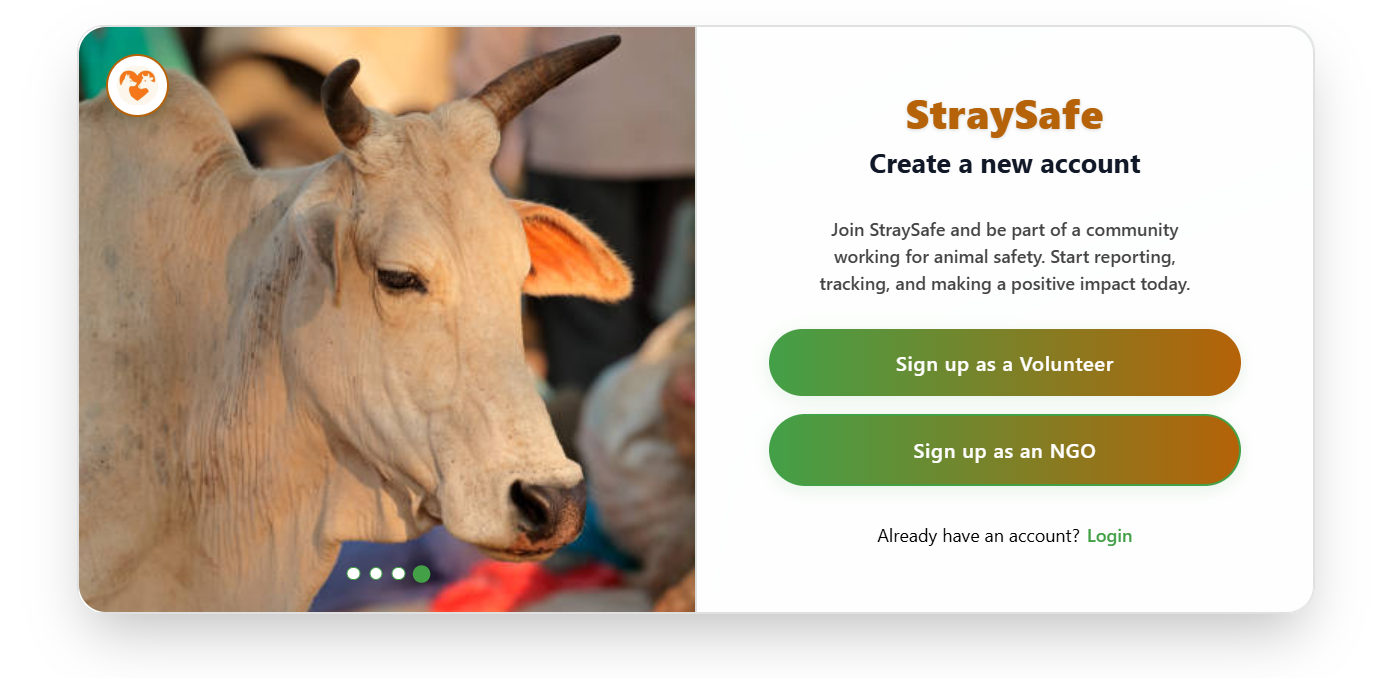 StraySafe
Create a new account
Join StraySafe and be part of a community
working for animal safety. Start reporting,
tracking, and making a positive impact today.
Sign up as a Volunteer
Sign up as an NGO
Already have an account? Login